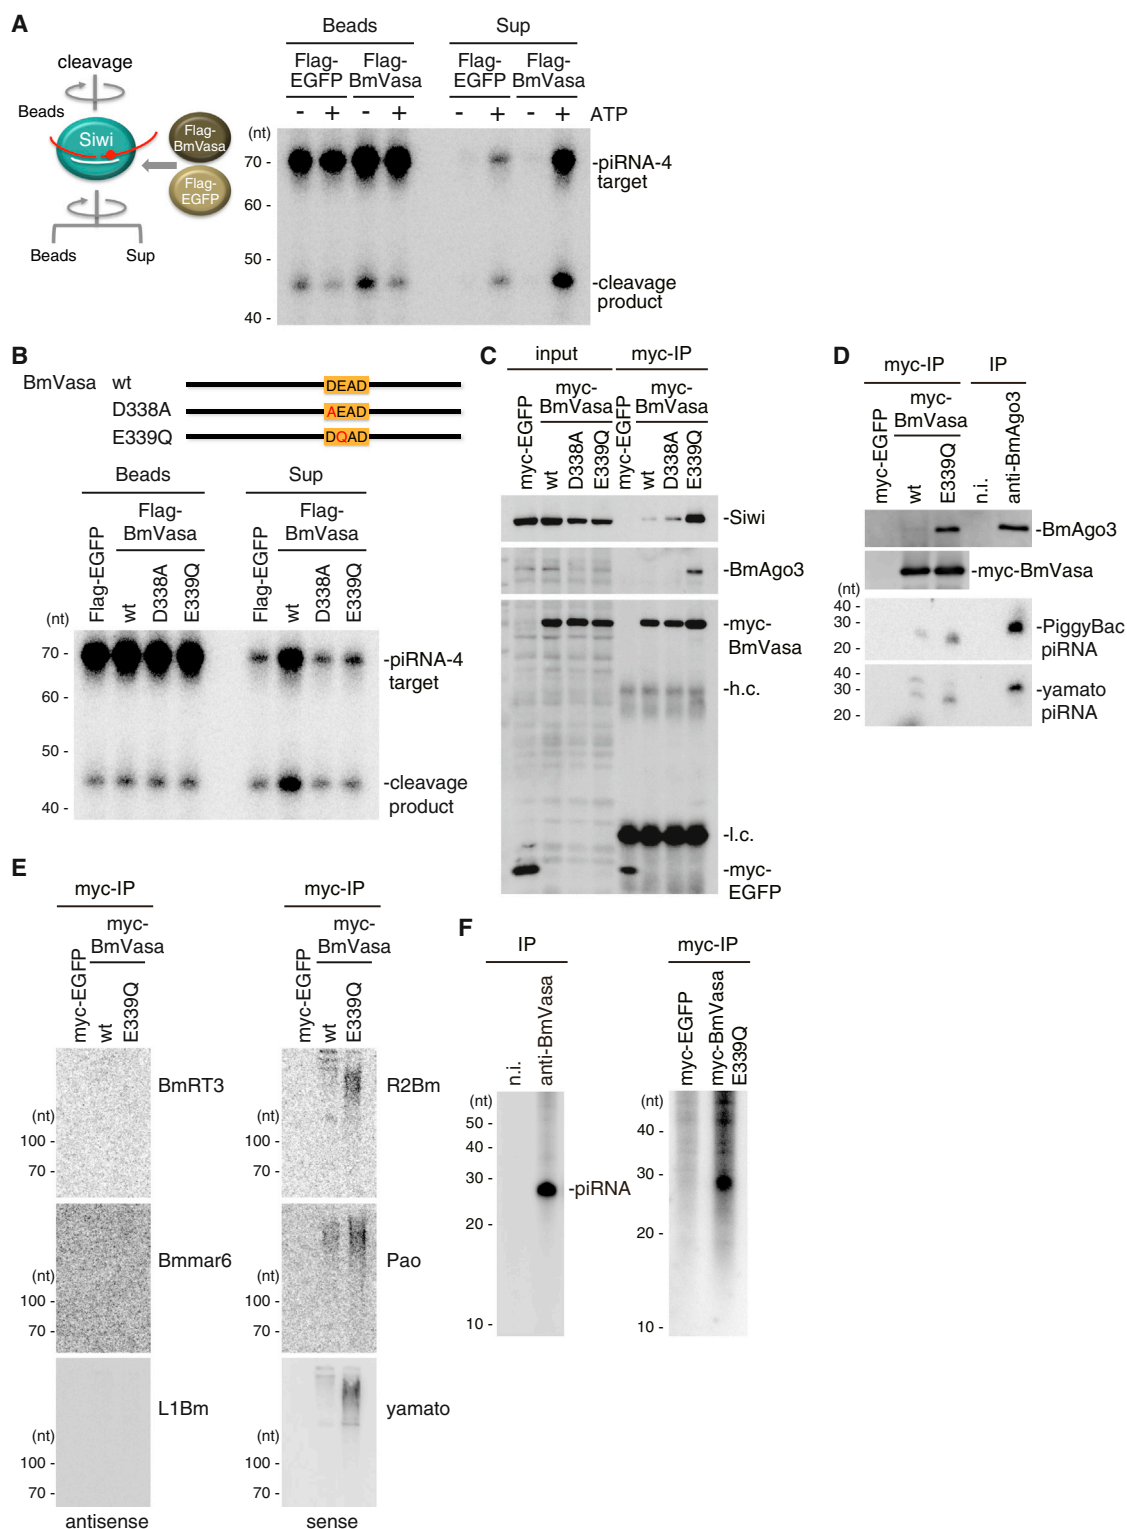 A
cleavage
Beads
Siwi
Flag-
BmVasa
Flag-
EGFP
Beads
Sup
Beads
Sup
Flag-
EGFP
Flag-
BmVasa
Flag-
EGFP
Flag-
BmVasa
- + - + - + - + ATP
(nt)
70 -
60 -
50 -
40 -
-piRNA-4
target
-cleavage
product
B
BmVasa
wt
DEAD
D338A
AEAD
E339Q
DQAD
Beads
Sup
Flag-
BmVasa
Flag-
BmVasa
Flag-EGFP
wt
D338A
E339Q
Flag-EGFP
wt
D338A
E339Q
(nt)
70 -
60 -
50 -
40 -
-piRNA-4
target
-cleavage
product
C
input
myc-IP
myc-
BmVasa
myc-
BmVasa
myc-EGFP
wt
D338A
E339Q
myc-EGFP
wt
D338A
E339Q
-Siwi
-BmAgo3
-myc-
BmVasa
-h.c.
-l.c.
-myc-
EGFP
D
myc-IP
IP
myc-
BmVasa
myc-EGFP
wt
E339Q
n.i.
anti-BmAgo3
-BmAgo3
-myc-BmVasa
(nt)
40 -
30 -
20 -
-PiggyBac
piRNA
40 -
30 -
20 -
-yamato
piRNA
E
myc-IP
myc-
BmVasa
myc-EGFP
wt
E339Q
(nt)
100 -
70 -
BmRT3
(nt)
100 -
70 -
Bmmar6
(nt)
100 -
70 -
L1Bm
antisense
myc-IP
myc-
BmVasa
myc-EGFP
wt
E339Q
(nt)
100 -
70 -
R2Bm
(nt)
100 -
70 -
Pao
(nt)
100 -
70 -
yamato
sense
F
IP
n.i.
anti-BmVasa
(nt)
50 -
40 -
30 -
20 -
10 -
-piRNA
myc-IP
myc-EGFP
myc-BmVasa
E339Q
(nt)
40 -
30 -
20 -
10 -